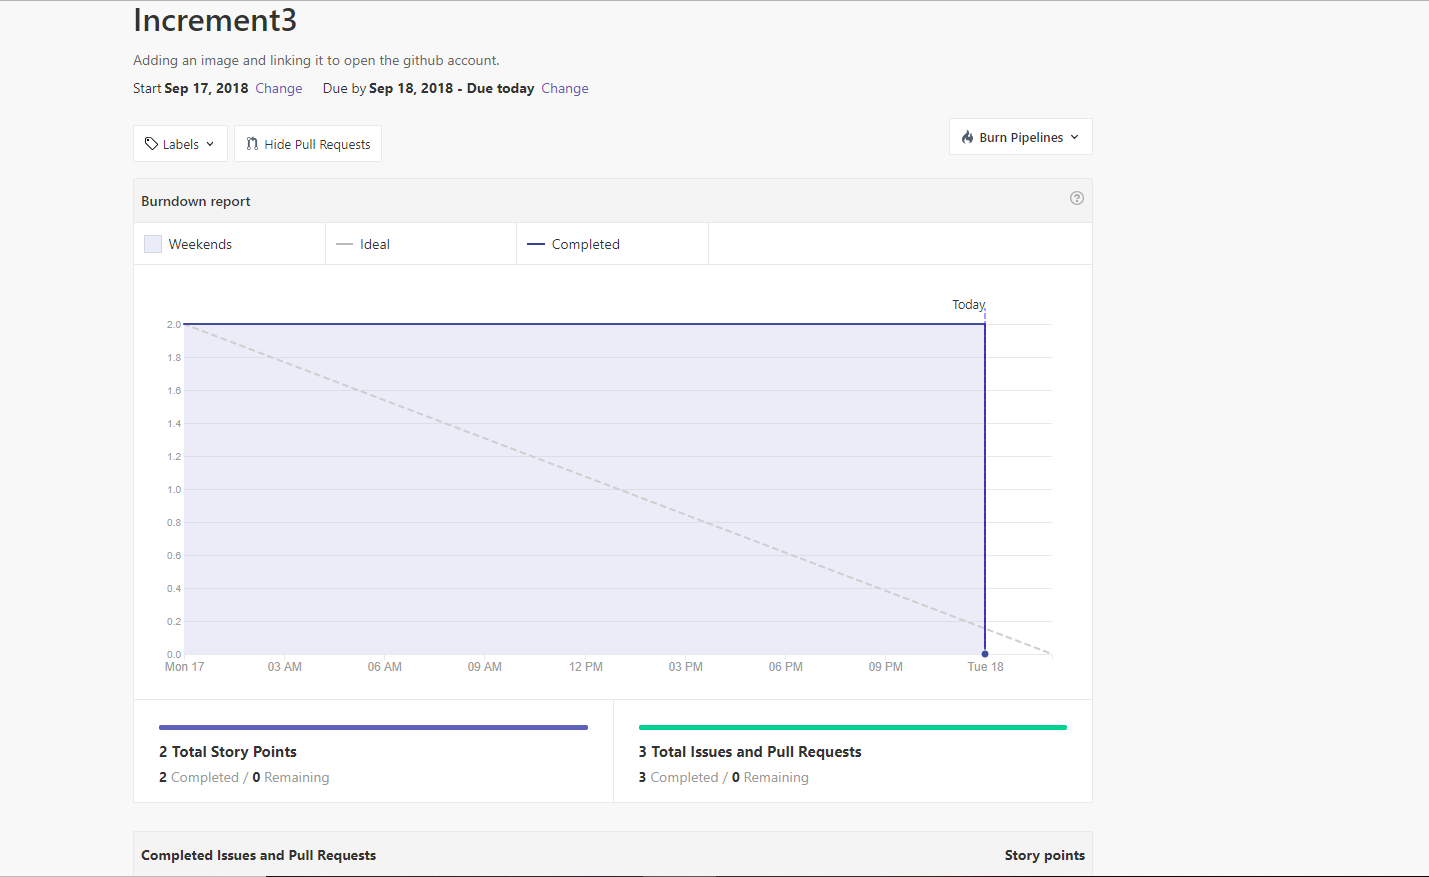 Increment3
Adding an image and linking it to open the github account.
Start Sep 17, 2018 Change Due by Sep 18, 2018 - Due today Change
Labels Hide Pull Requests Burn Pipelines
Burndown report
Weekends Ideal Completed
Today
2.0
1.8
1.6
1.4
1.2
1.0
0.8
0.6
0.4
0.2
0.0
Mon 17 03 AM 06 AM 09 AM 12 PM 03 PM 06 PM 09 PM Tue 18
2 Total Story Points
2 Completed / 0 Remaining
3 Total Issues and Pull Requests
3 Completed / 0 Remaining
Completed Issues and Pull Requests Story points